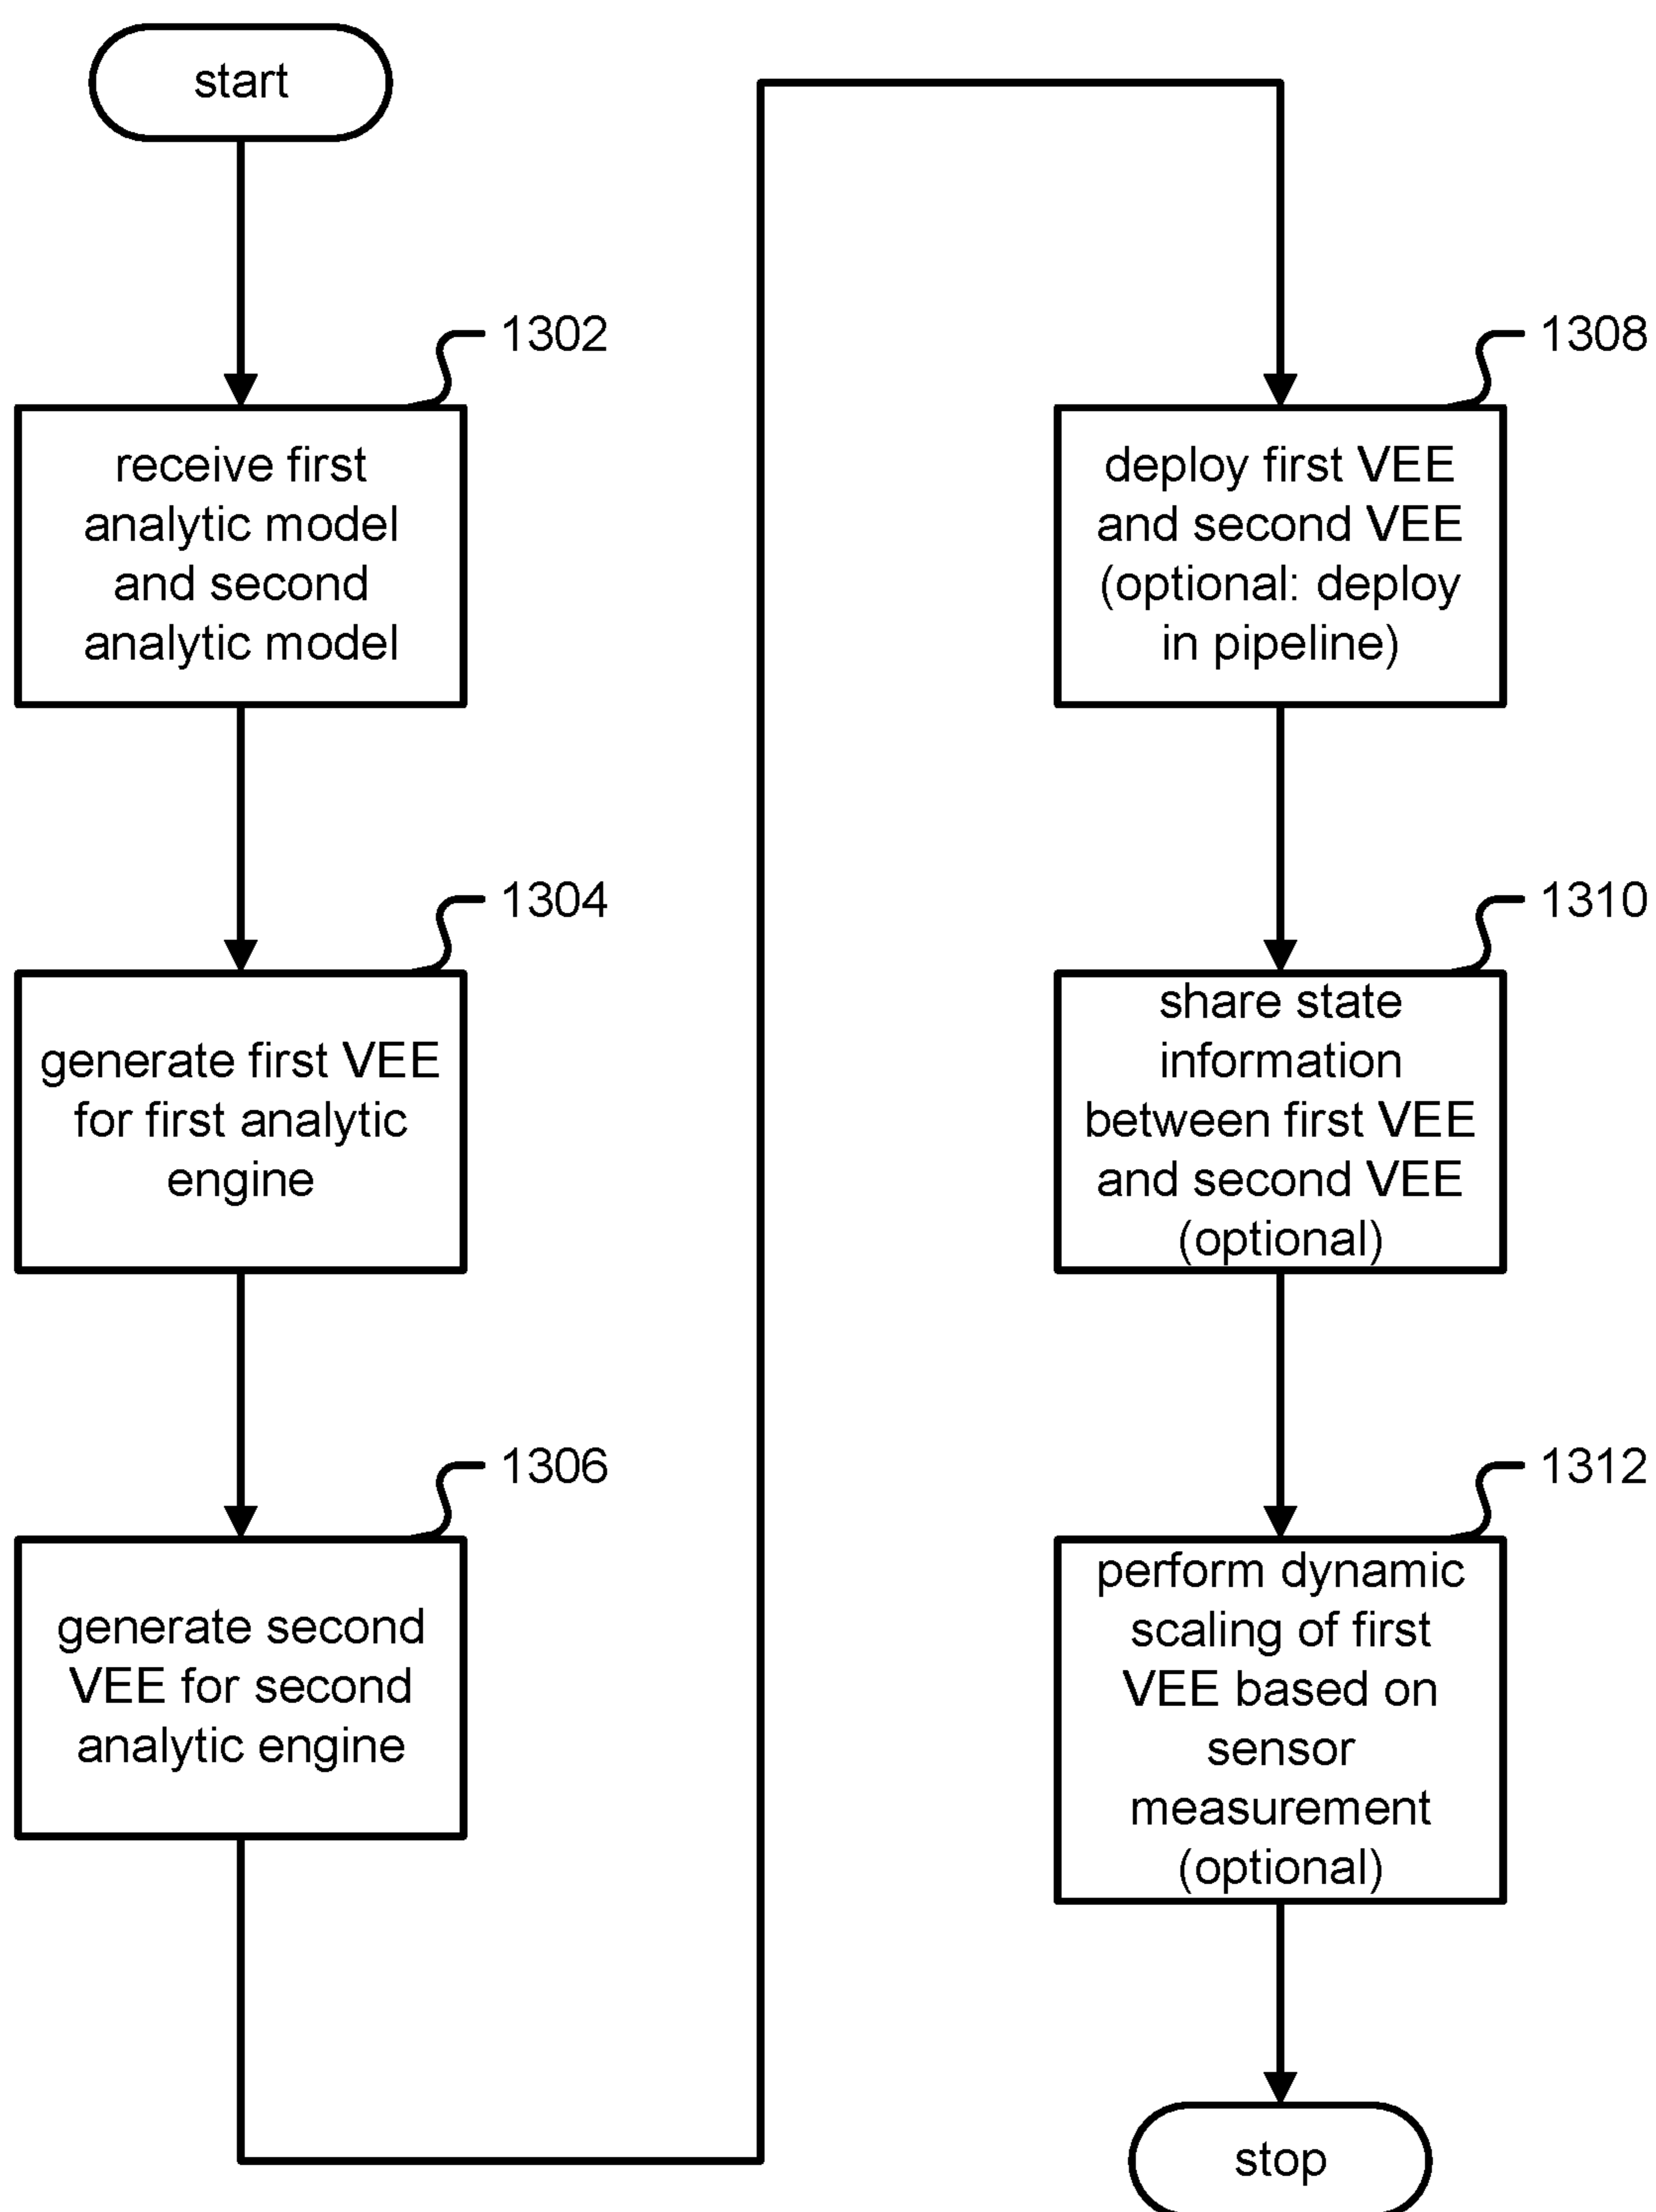 start
1302
receive first
analytic model
and second
analytic model
1304
generate first VEE
for first analytic
engine
1306
generate second
VEE for second
analytic engine
1308
deploy first VEE
and second VEE
(optional: deploy
in pipeline)
1310
share state
information
between first VEE
and second VEE
(optional)
1312
perform dynamic
scaling of first
VEE based on
sensor
measurement
(optional)
stop